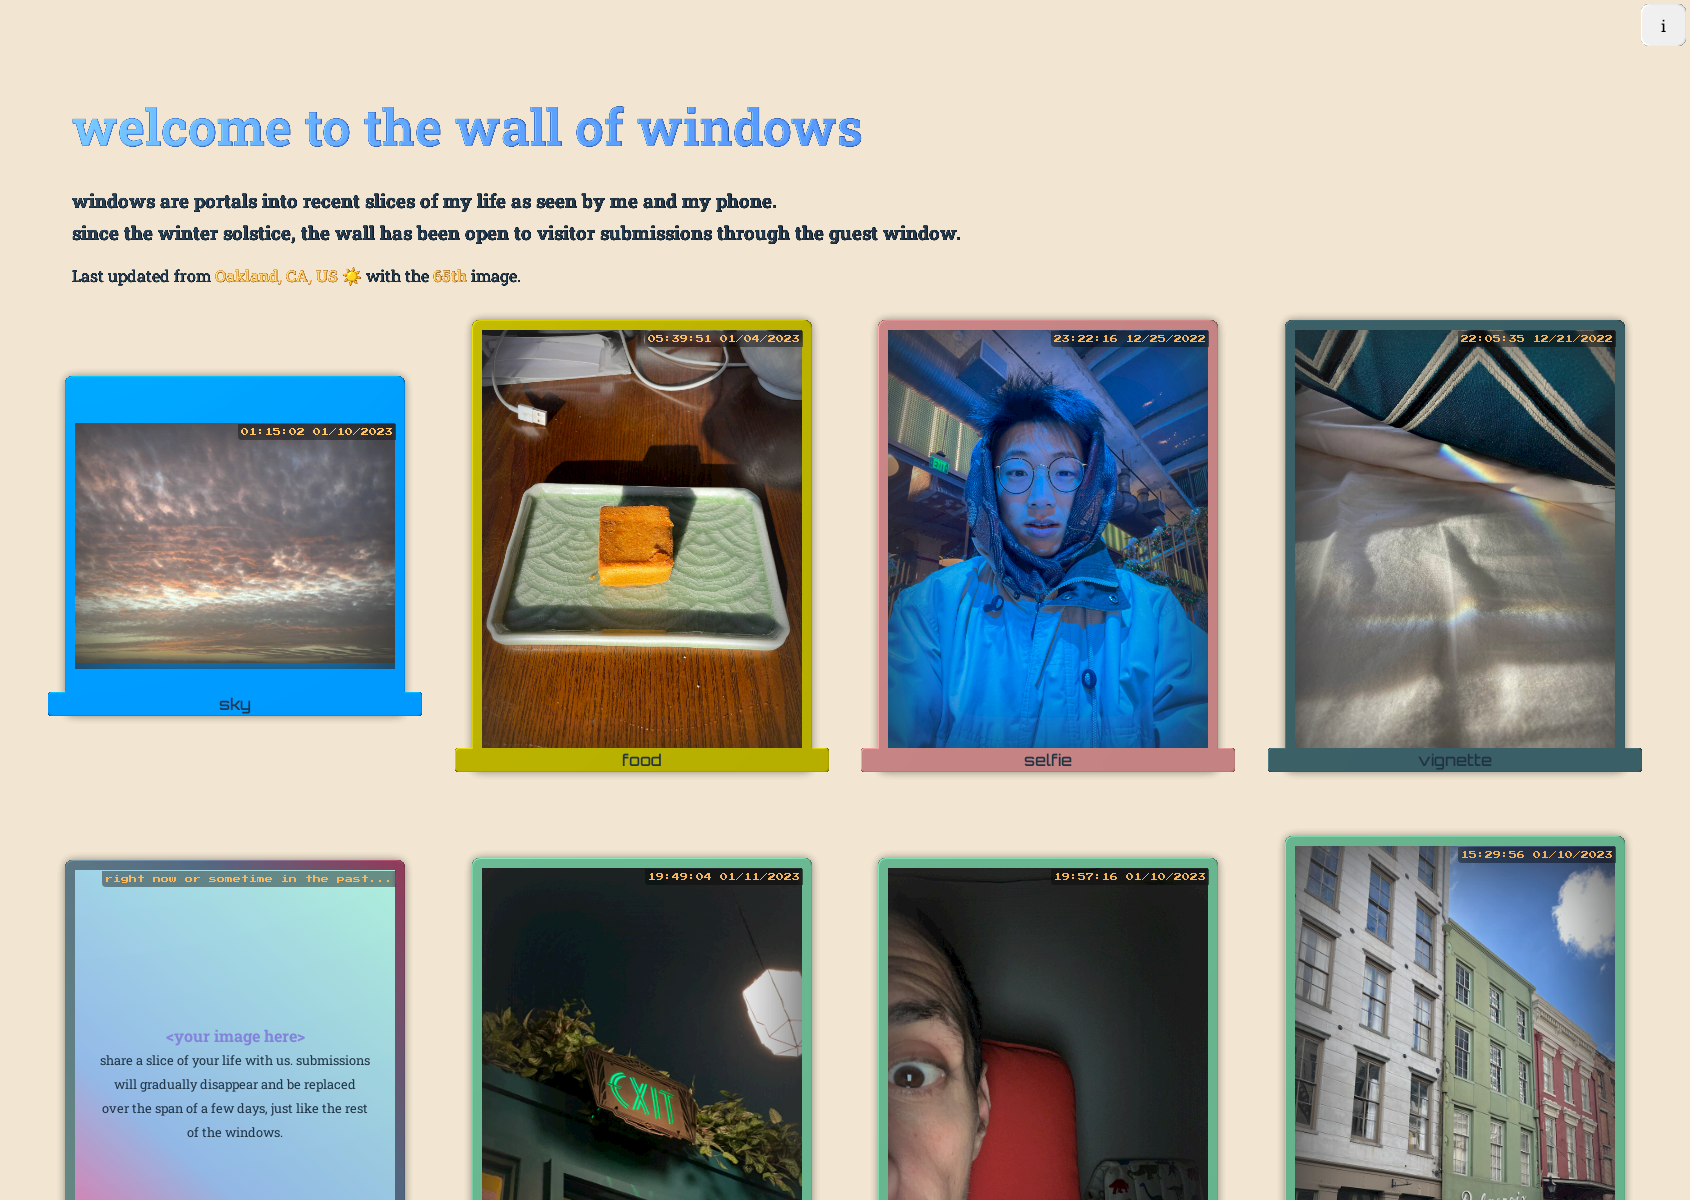 i
welcome to the wall of windows
windows are portals into recent slices of my life as seen by me and my phone.
since the winter solstice, the wall has been open to visitor submissions through the guest window.
Last updated from Oakland, CA, US ☀️ with the 65th image.
01:15:02 01/10/2023
sky
05:39:51 01/04/2023
food
23:22:16 12/25/2022
EXIT
selfie
22:05:35 12/21/2022
vignette
right now or sometime in the past...
<your image here>
share a slice of your life with us. submissions
will gradually disappear and be replaced
over the span of a few days, just like the rest
of the windows.
19:49:04 01/11/2023
EXIT
19:57:16 01/10/2023
15:29:56 01/10/2023